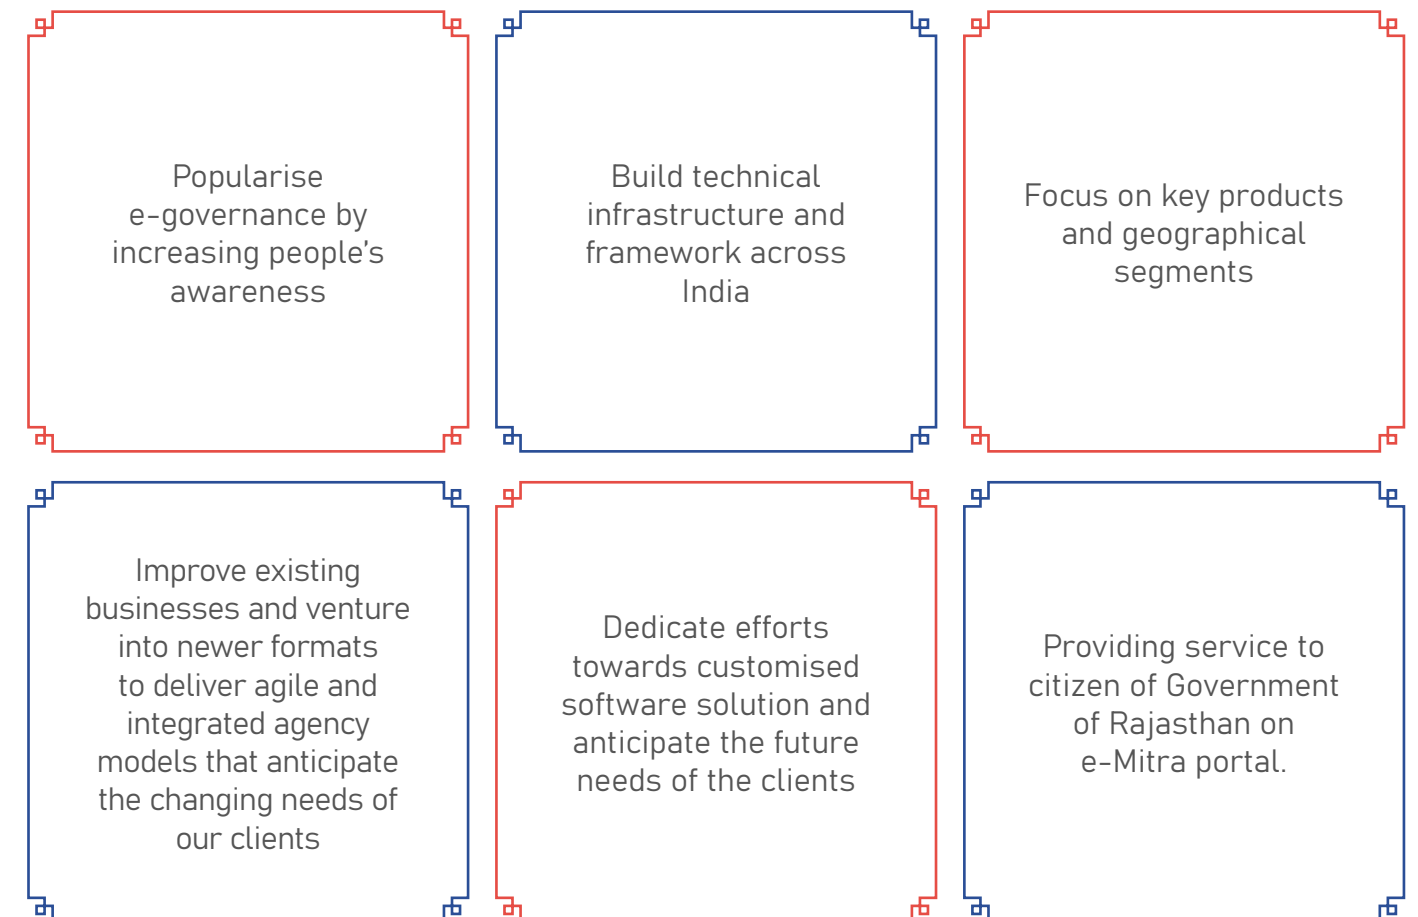 Popularise
e-governance by
increasing people's
awareness
Build technical
infrastructure and
framework across
India
Focus on key products
and geographical
segments
Improve existing
businesses and venture
into newer formats
to deliver agile and
integrated agency
models that anticipate
the changing needs of
our clients
Dedicate efforts
towards customised
software solution and
anticipate the future
needs of the clients
Providing service to
citizen of Government
of Rajasthan on
e-Mitra portal.